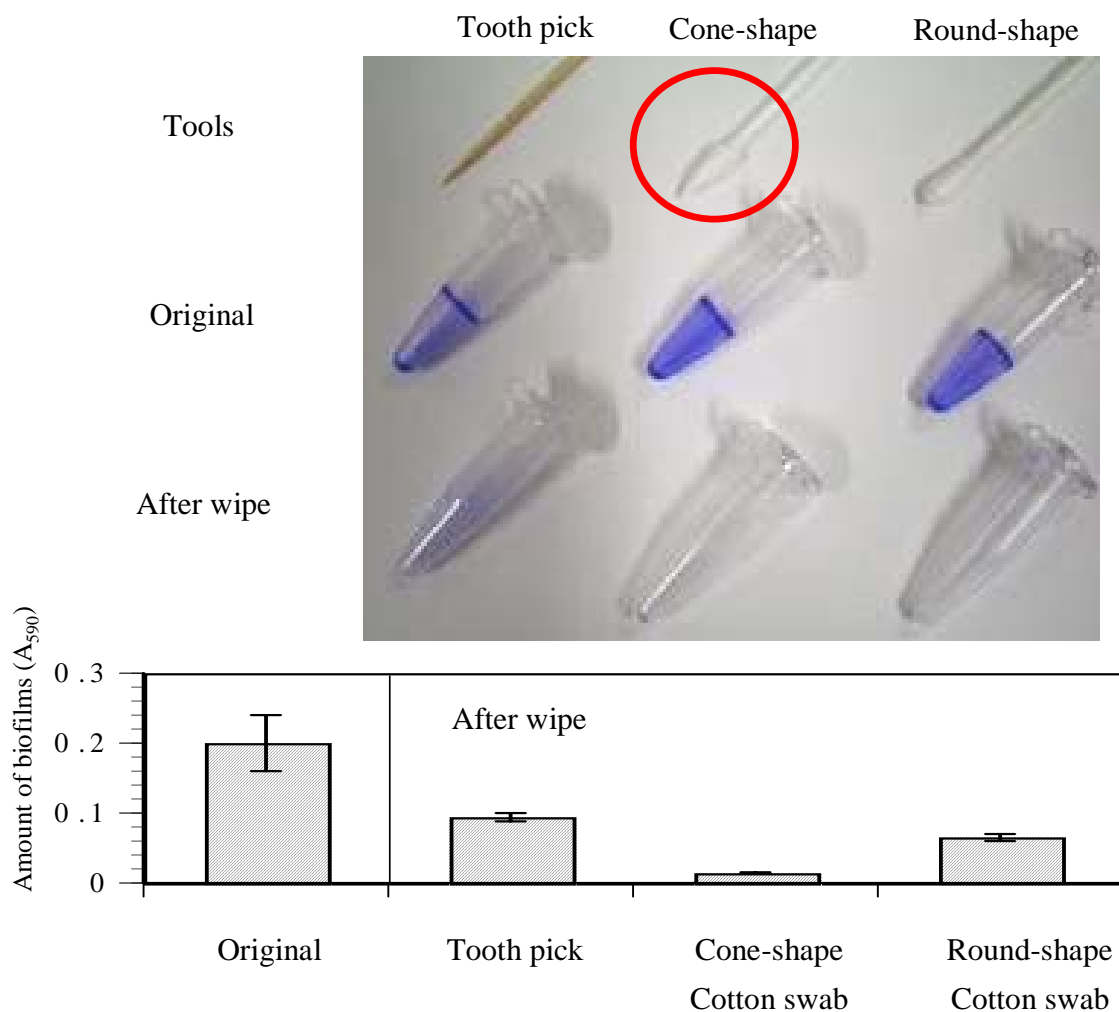 Tooth pick Cone-shape Round-shape
Tools
Original
After wipe
Amount of biofilms (A590)
0.3
0.2
0.1
0
After wipe
Original Tooth pick Cone-shape Round-shape
Cotton swab Cotton swab